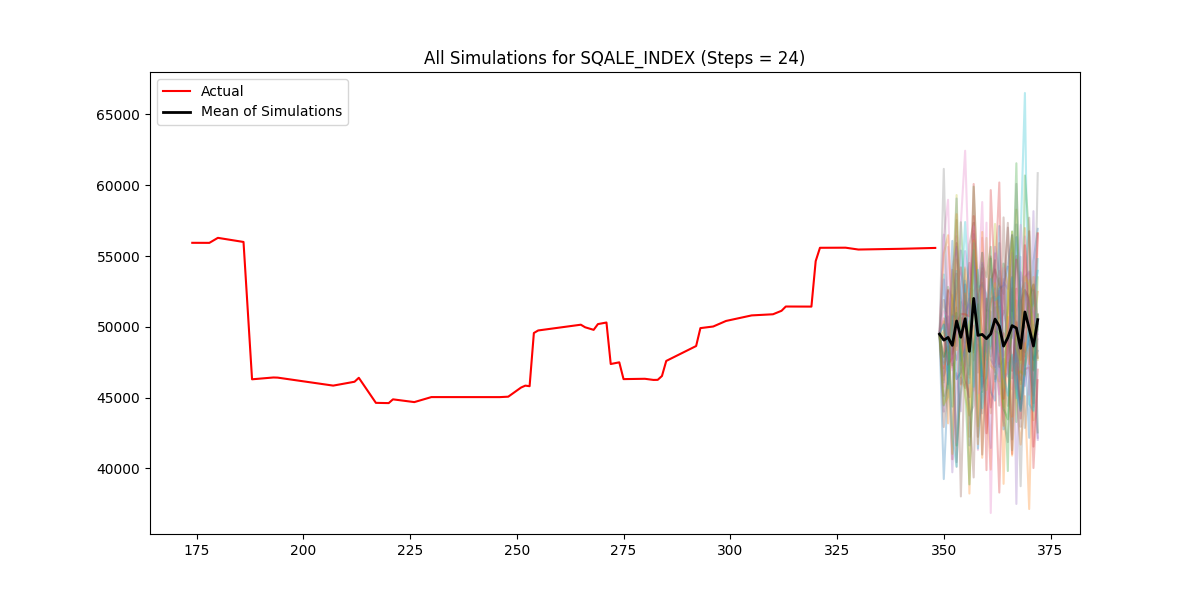 All Simulations for SQALE_INDEX (Steps = 24)
Actual
Mean of Simulations
65000
60000
55000
50000
45000
40000
175 200 225 250 275 300 325 350 375